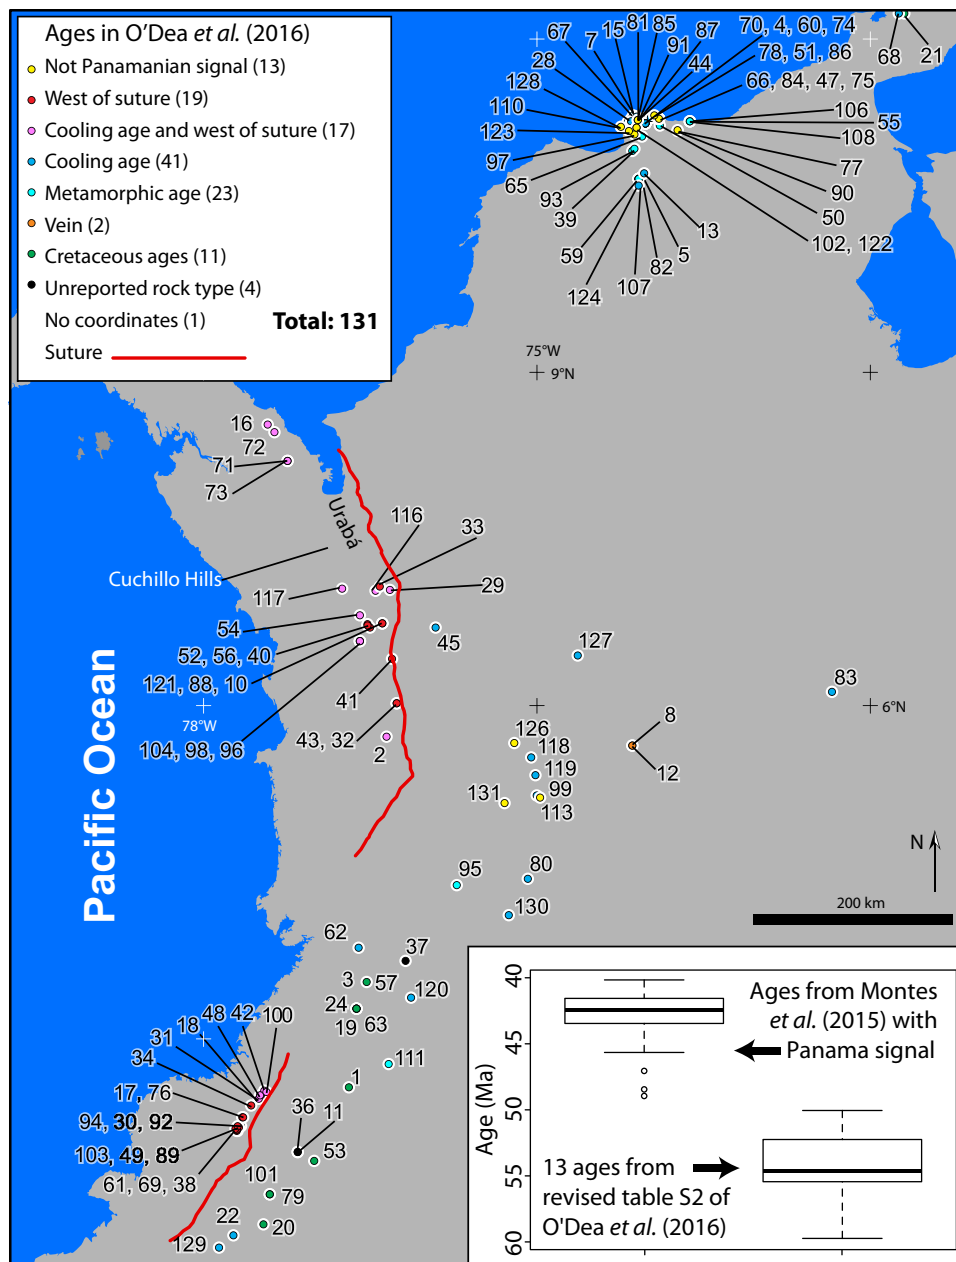 Ages in O'Dea et al. (2016)
Not Panamanian signal (13)
West of suture (19)
Cooling age and west of suture (17)
Cooling age (41)
Metamorphic age (23)
Vein (2)
Cretaceous ages (11)
Unreported rock type (4)
No coordinates (1)
Total: 131
Suture
67
7
15
81
85
87
91
44
70, 4, 60, 74
78, 51, 86
66, 84, 47, 75
68
21
28
128
110
123
97
65
93
39
59
124
107
82
5
13
106
55
108
77
90
50
102, 122
75°W
9°N
16
72
71
73
Urabá
116
33
Cuchillo Hills
117
29
54
45
52, 56, 40
121, 88, 10
127
83
41
78°W
6°N
43, 32
104, 98, 96
2
126
8
118
12
119
131
99
113
Pacific Ocean
N
95
80
200 km
130
62
37
3
57
120
24
19
63
48
42
100
18
31
34
111
1
17, 76
94, 30, 92
36
11
103, 49, 89
53
61, 69, 38
101
79
22
20
129
40
45
50
55
60
Age (Ma)
Ages from Montes
et al. (2015) with
Panama signal
13 ages from
revised table S2 of
O'Dea et al. (2016)